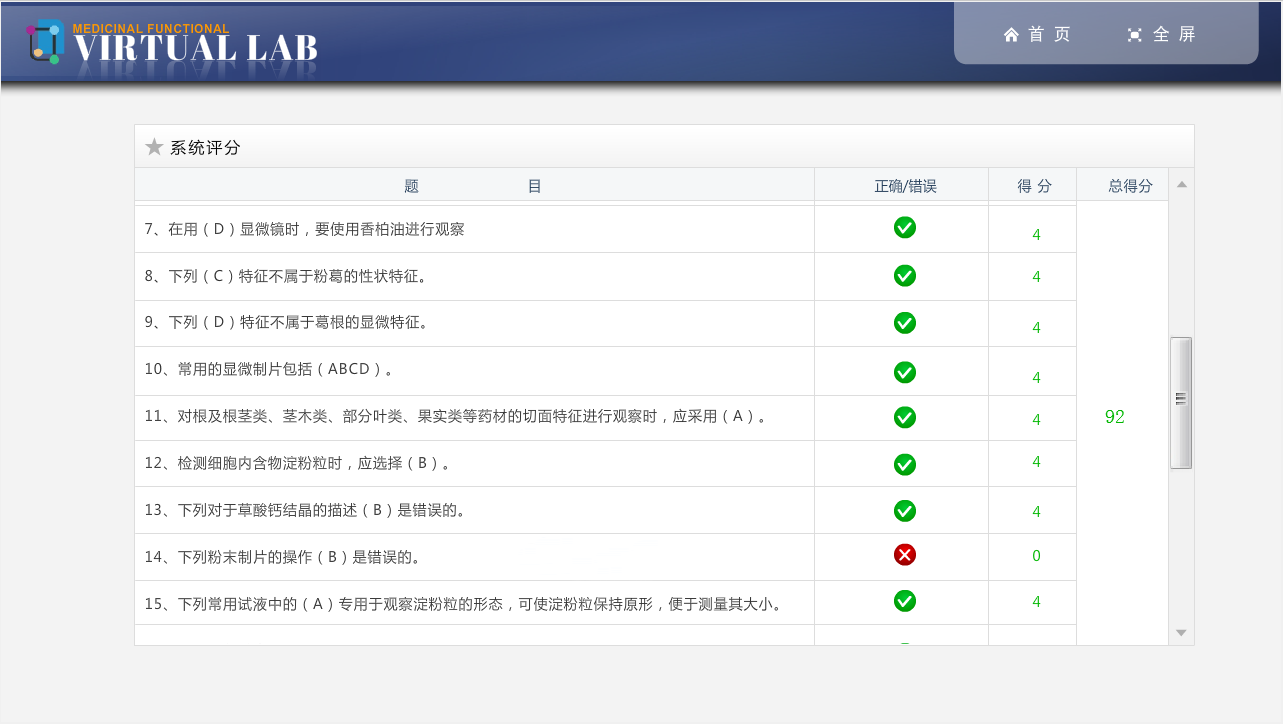 MEDICINAL FUNCTIONAL
VIRTUAL LAB
首 页
全 屏
系统评分
题 目 正确/错误 得 分 总得分
7、在用（D）显微镜时，要使用香柏油进行观察 4
8、下列（C）特征不属于粉葛的性状特征。 4
9、下列（D）特征不属于葛根的显微特征。 4
10、常用的显微制片包括（ABCD）。 4
11、对根及根茎类、茎木类、部分叶类、果实类等药材的切面特征进行观察时，应采用（A）。 4
92
12、检测细胞内含物淀粉粒时，应选择（B）。 4
13、下列对于草酸钙结晶的描述（B）是错误的。 4
14、下列粉末制片的操作（B）是错误的。 0
15、下列常用试液中的（A）专用于观察淀粉粒的形态，可使淀粉粒保持原形，便于测量其大小。 4